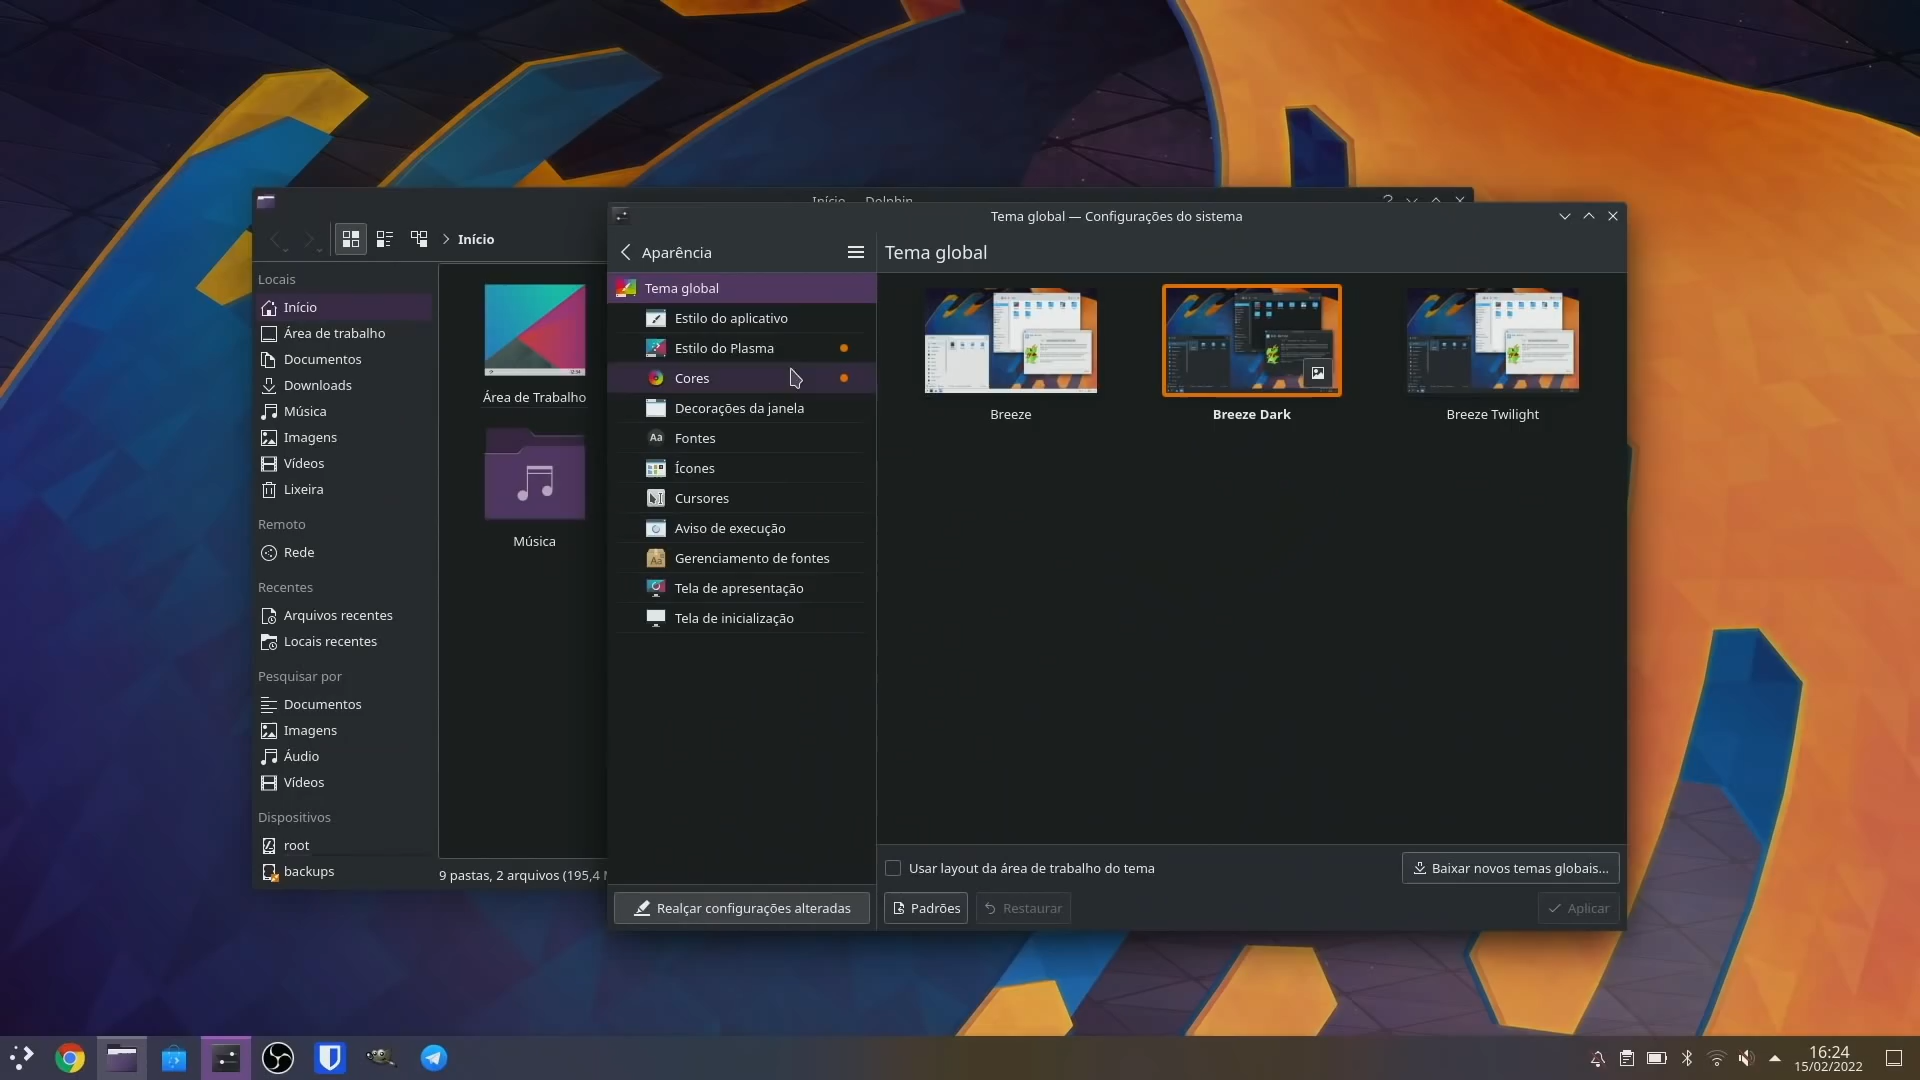 Início — Dolphin
Início
Locais
Início
Área de trabalho
Documentos
Downloads
Música
Imagens
Vídeos
Lixeira
Remoto
Rede
Recentes
Arquivos recentes
Locais recentes
Pesquisar por
Documentos
Imagens
Áudio
Vídeos
Dispositivos
root
backups
Área de Trabalho
Música
9 pastas, 2 arquivos (195,4
Tema global — Configurações do sistema
Aparência
Tema global
Estilo do aplicativo
Estilo do Plasma
Cores
Decorações da janela
Fontes
Ícones
Cursores
Aviso de execução
Gerenciamento de fontes
Tela de apresentação
Tela de inicialização
Realçar configurações alteradas
Tema global
Breeze
Breeze Dark
Breeze Twilight
Usar layout da área de trabalho do tema
Baixar novos temas globais...
Padrões
Restaurar
Aplicar
16:24
15/02/2022